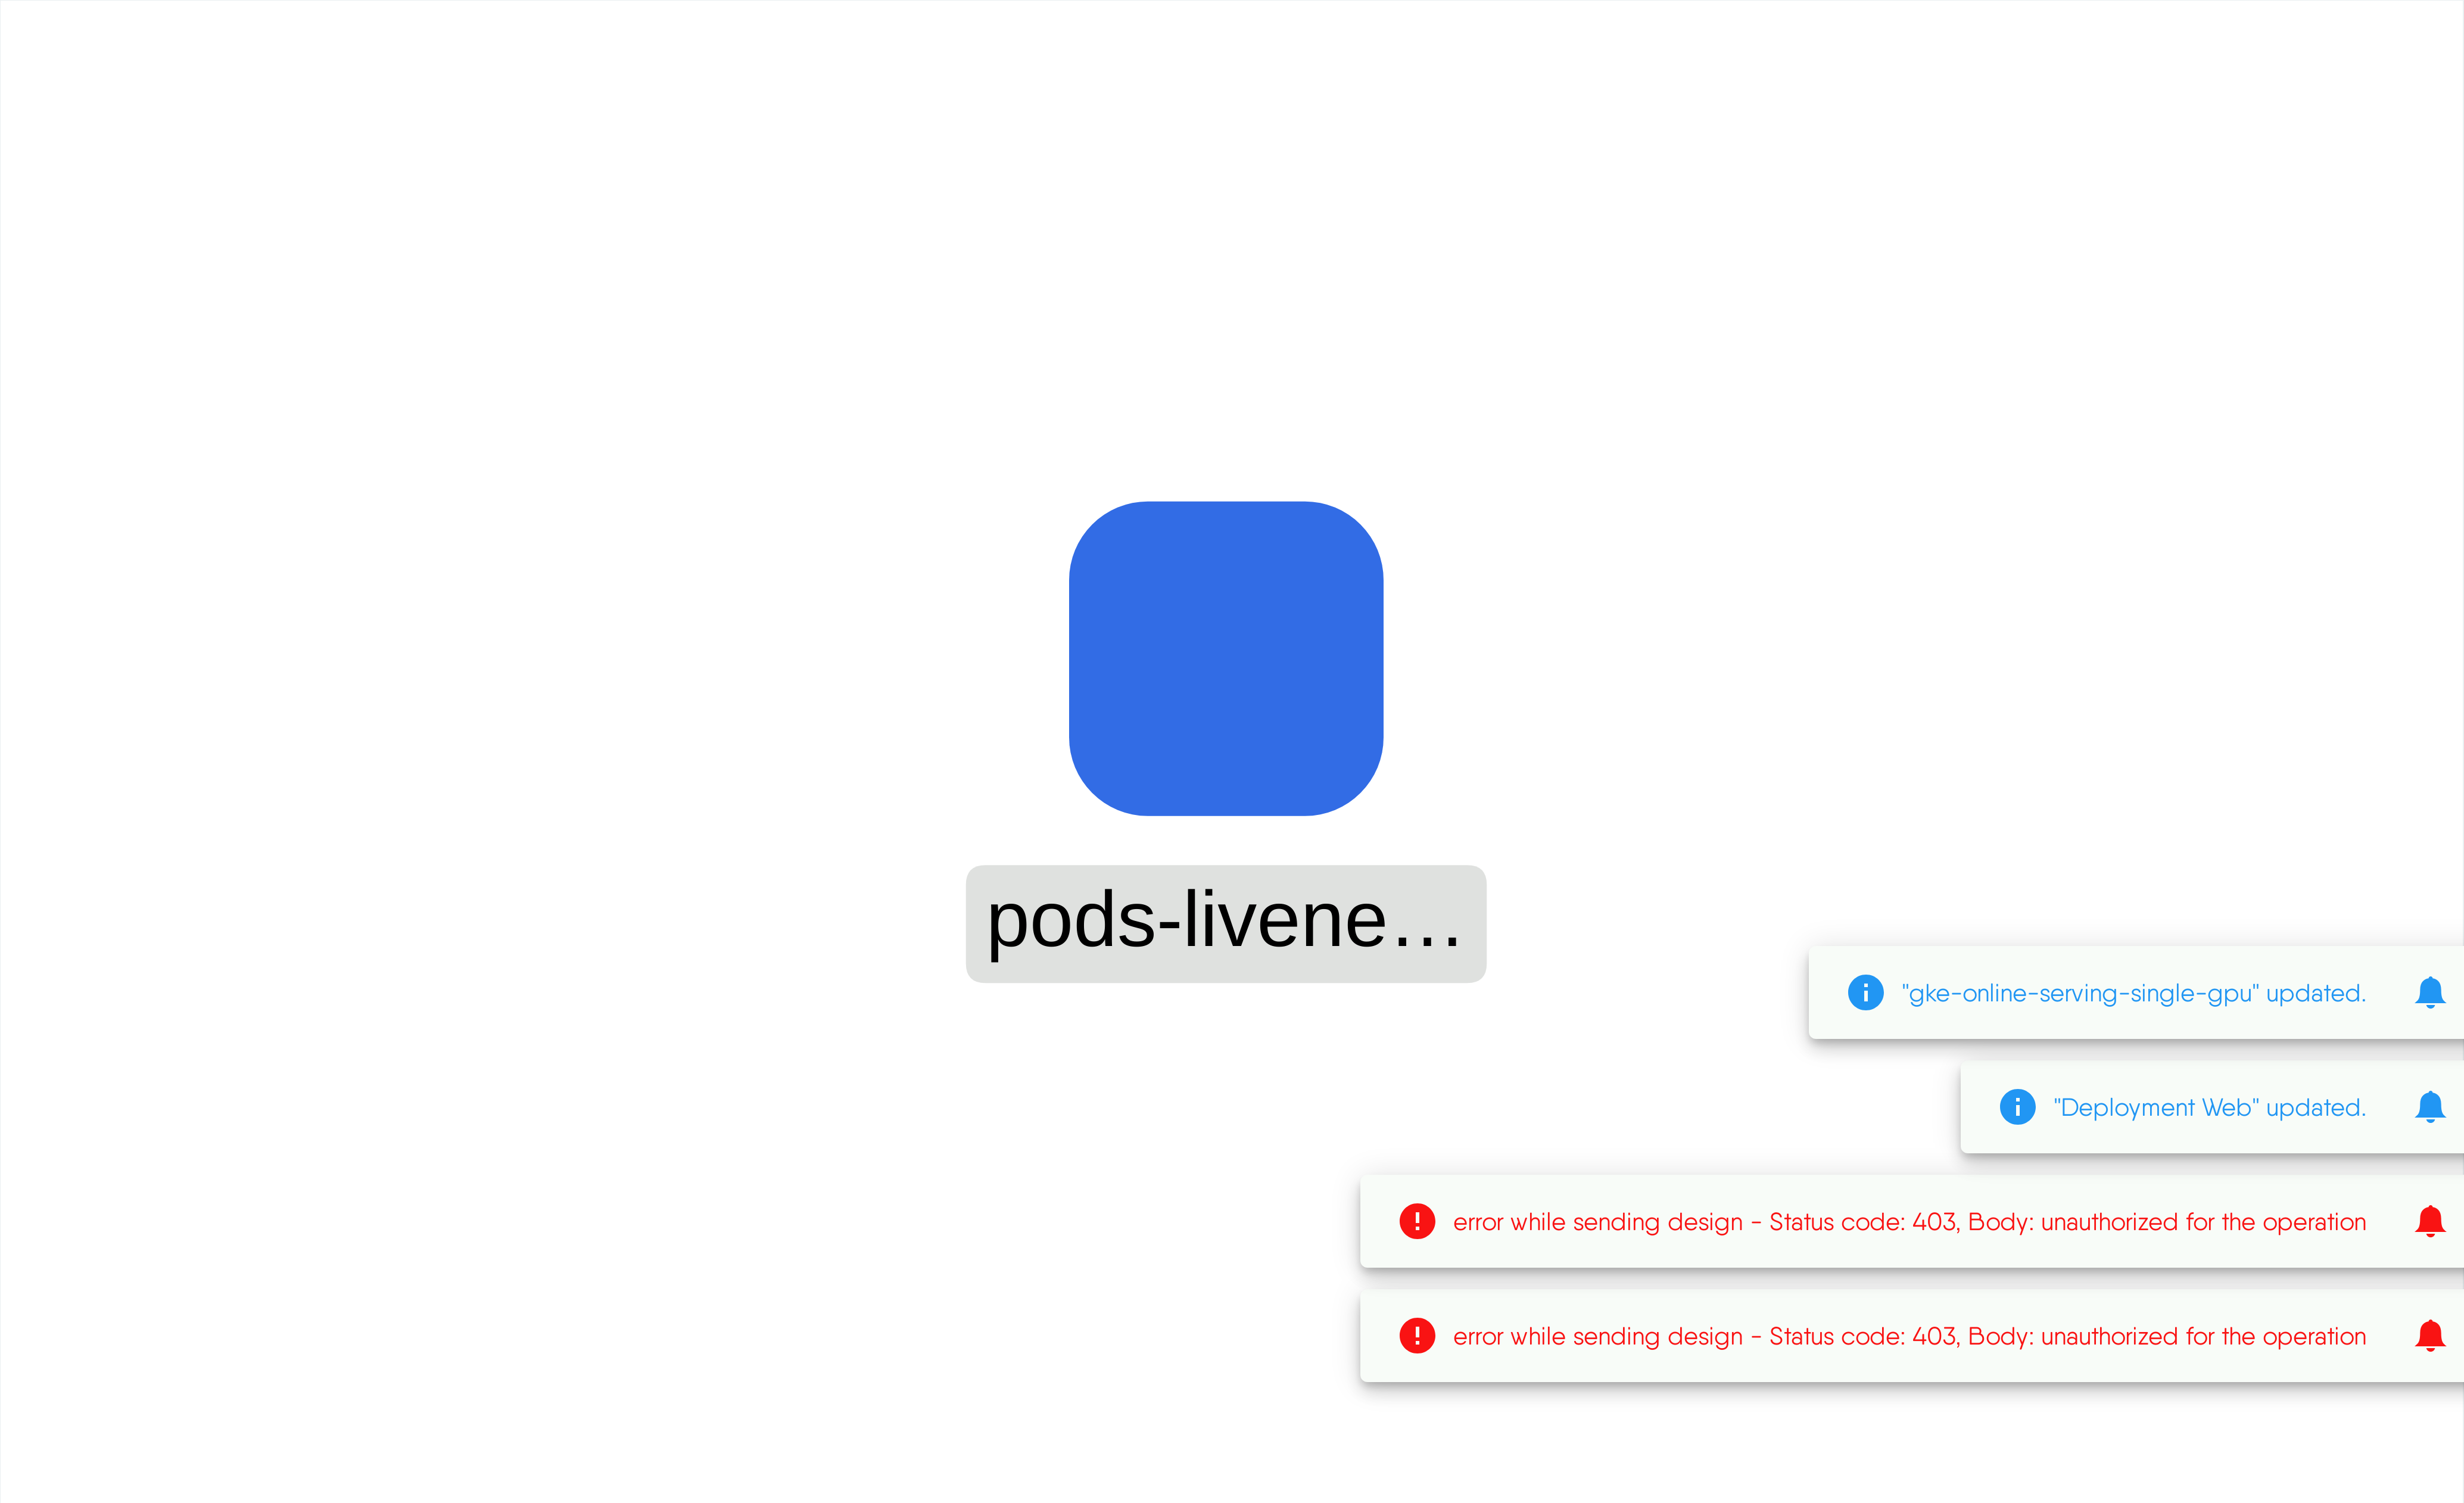 pods-livene...
"gke-online-serving-single-gpu" updated.
"Deployment Web" updated.
error while sending design - Status code: 403, Body: unauthorized for the operation
error while sending design - Status code: 403, Body: unauthorized for the operation